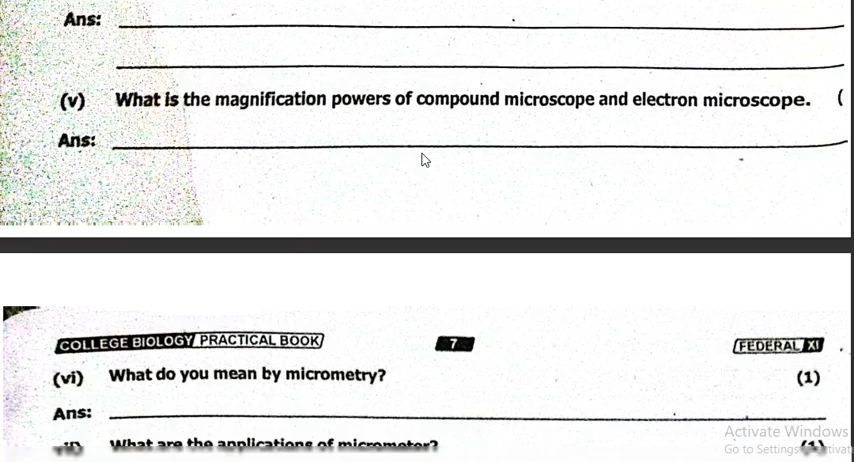 Ans:
(v) What is the magnification powers of compound microscope and electron microscope. (
Ans:
COLLEGE BIOLOGY PRACTICAL BOOK 7 FEDERAL XI
(vi) What do you mean by micrometry? (1)
Ans:
What are the applications of micrometer? (1)
Activate Windows
Go to Settings